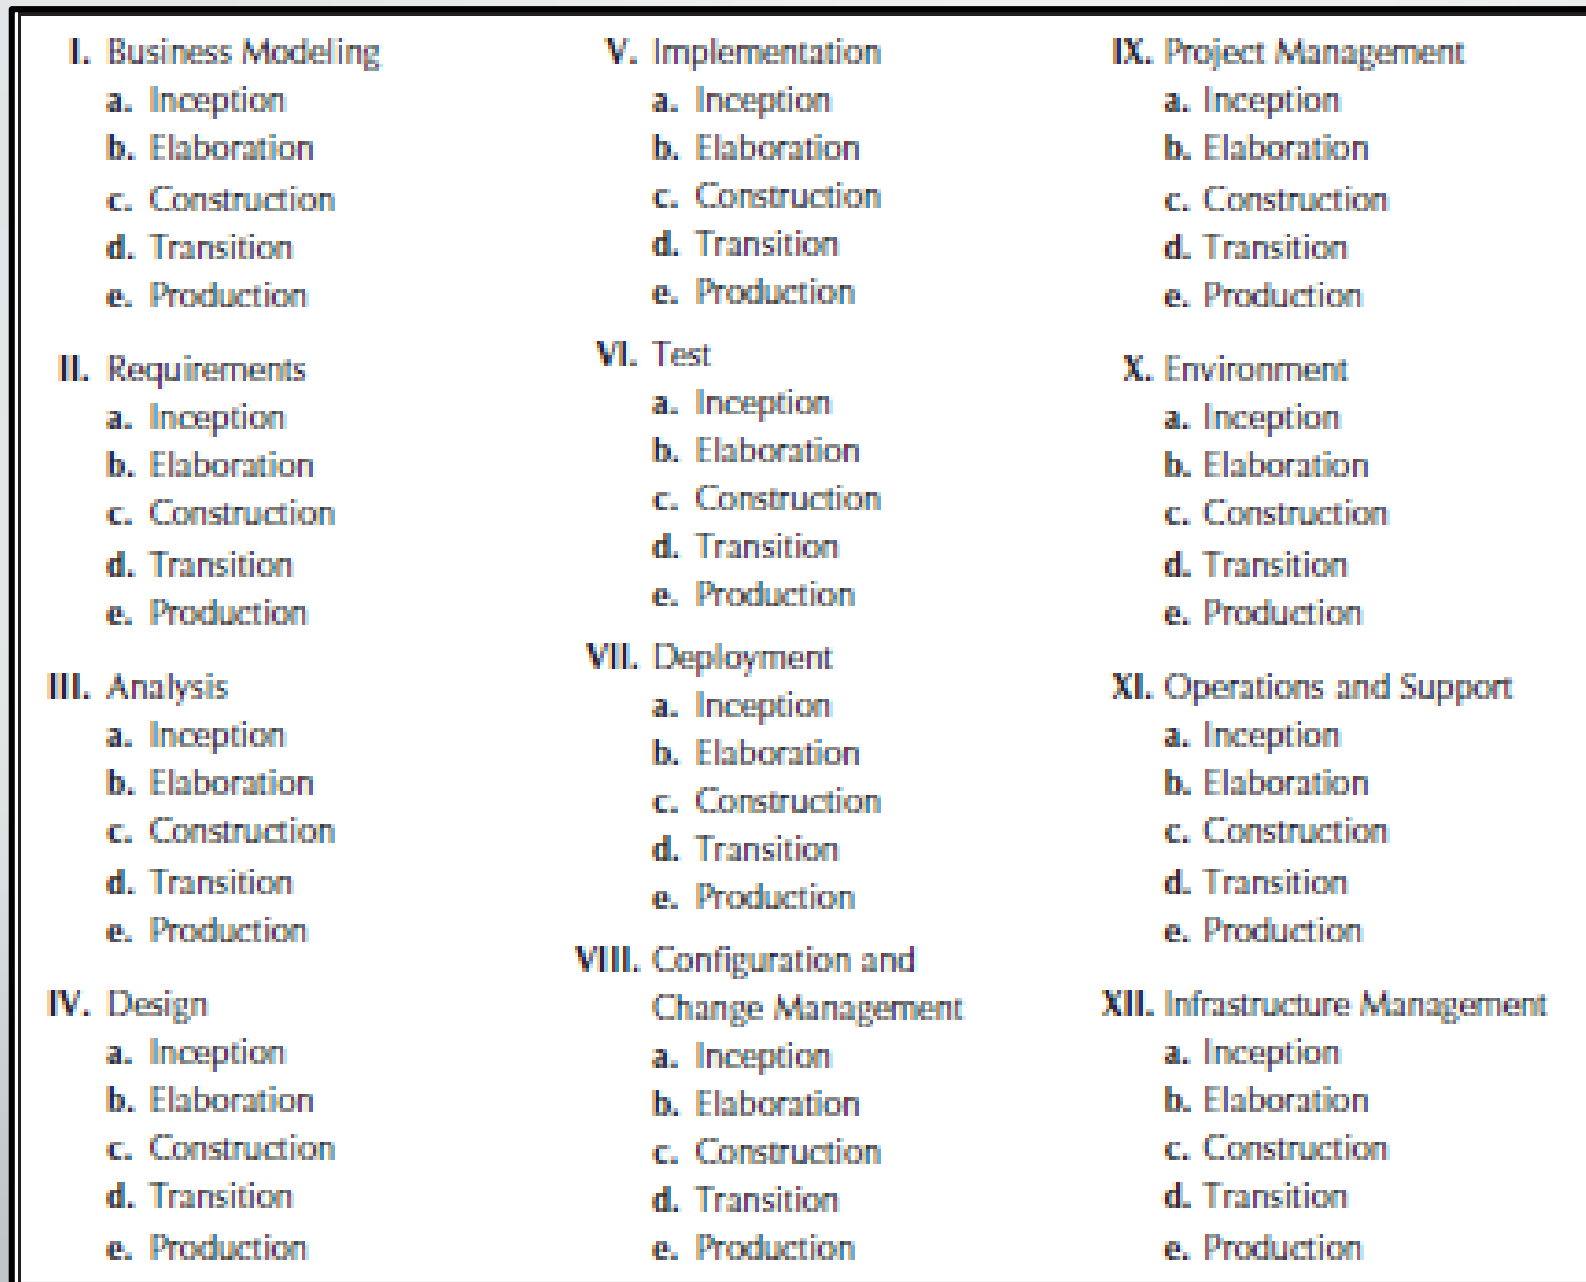 I. Business Modeling
a. Inception
b. Elaboration
c. Construction
d. Transition
e. Production
II. Requirements
a. Inception
b. Elaboration
c. Construction
d. Transition
e. Production
III. Analysis
a. Inception
b. Elaboration
c. Construction
d. Transition
e. Production
IV. Design
a. Inception
b. Elaboration
c. Construction
d. Transition
e. Production
V. Implementation
a. Inception
b. Elaboration
c. Construction
d. Transition
e. Production
VI. Test
a. Inception
b. Elaboration
c. Construction
d. Transition
e. Production
VII. Deployment
a. Inception
b. Elaboration
c. Construction
d. Transition
e. Production
VIII. Configuration and
Change Management
a. Inception
b. Elaboration
c. Construction
d. Transition
e. Production
IX. Project Management
a. Inception
b. Elaboration
c. Construction
d. Transition
e. Production
X. Environment
a. Inception
b. Elaboration
c. Construction
d. Transition
e. Production
XI. Operations and Support
a. Inception
b. Elaboration
c. Construction
d. Transition
e. Production
XII. Infrastructure Management
a. Inception
b. Elaboration
c. Construction
d. Transition
e. Production